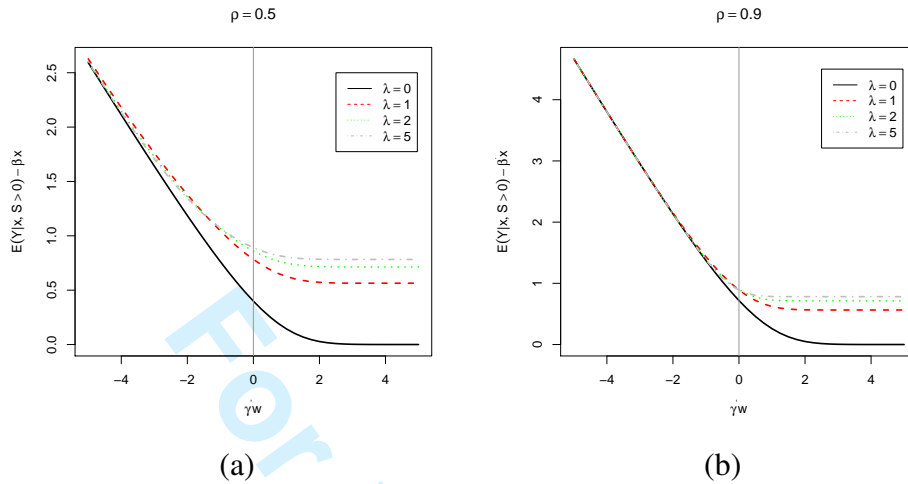 ρ = 0.5
E(Y|x, S > 0) − βx
2.5
2.0
1.5
1.0
0.5
0.0
λ = 0
λ = 1
λ = 2
λ = 5
−4 −2 0 2 4
γw
(a)
ρ = 0.9
E(Y|x, S > 0) − βx
4
3
2
1
0
λ = 0
λ = 1
λ = 2
λ = 5
−4 −2 0 2 4
γw
(b)
For